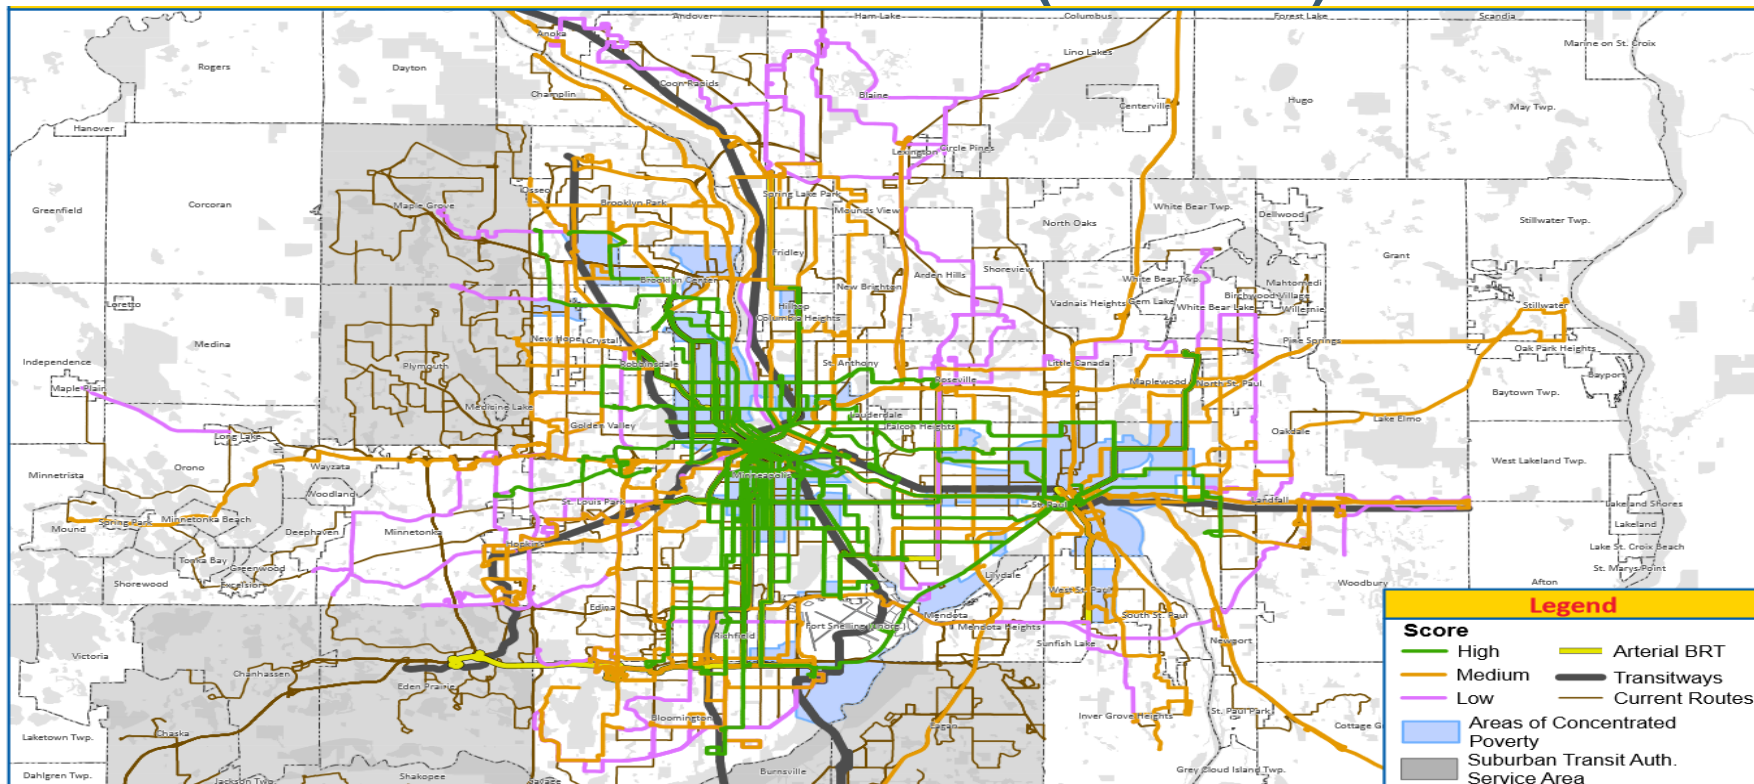 Andover
Ham Lake
Columbus
Forest Lake
Scandia
Anoka
Marine on St. Croix
Lino Lakes
Rogers
Dayton
Coon Rapids
Champlin
Blaine
Centerville
Hugo
May Twp.
Hanover
Lexington
Circle Pines
Osseo
Spring Lake Park
Maple Grove
Brooklyn Park
Greenfield
Corcoran
Mounds View
White Bear Twp.
Dellwood
North Oaks
Stillwater Twp.
Fridley
Grant
Shoreview
Arden Hills
Brooklyn Center
White Bear Twp.
Mahtomedi
New Brighton
Birchwood Village
Loretto
Hilltop
Vadnais Heights
Gem Lake
White Bear Lake
Willernie
Stillwater
Columbia Heights
New Hope
Crystal
Pine Springs
Medina
Oak Park Heights
Independence
Plymouth
Robbinsdale
St. Anthony
Little Canada
Bayport
Maple Plain
Roseville
Maplewood
North St. Paul
Baytown Twp.
Medicine Lake
Lauderdale
Lake Elmo
Golden Valley
Falcon Heights
Oakdale
Long Lake
Orono
Wayzata
West Lakeland Twp.
Minnetrista
Minneapolis
Woodland
St. Louis Park
Landfall
St. Paul
Lakeland Shores
Mound
Spring Park
Minnetonka Beach
Deephaven
Minnetonka
Lakeland
Hopkins
Tonka Bay
Greenwood
Lake St. Croix Beach
St. Marys Point
Shorewood
Excelsior
Lilydale
West St. Paul
Woodbury
Afton
Edina
Mendota
South St. Paul
Richfield
Fort Snelling (unorg.)
Mendota Heights
Sunfish Lake
Newport
Victoria
Chanhassen
Eden Prairie
Bloomington
Inver Grove Heights
St. Paul Park
Cottage G
Eagan
Laketown Twp.
Chaska
Dahlgren Twp.
Jackson Twp.
Shakopee
Savage
Burnsville
Grey Cloud Island Twp.
Legend
Score
High
Arterial BRT
Medium
Transitways
Low
Current Routes
Areas of Concentrated
Poverty
Suburban Transit Auth.
Service Area